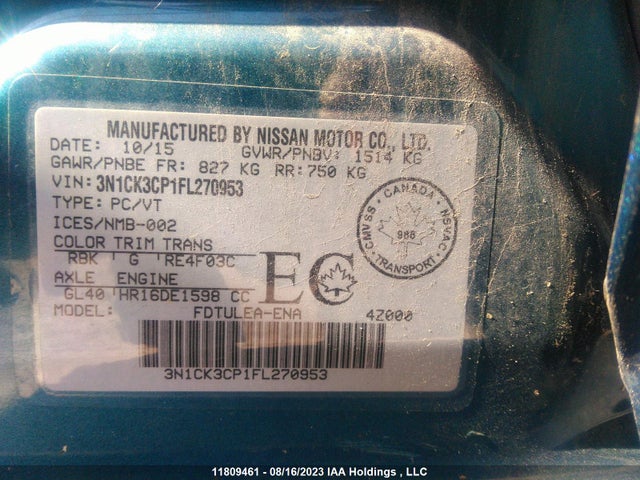 MANUFACTURED BY NISSAN MOTOR CO., LTD.
DATE: 10/15 GVWR/PNBV: 1514 KG
GAWR/PNBE FR: 827 KG RR: 750 KG
VIN: 3N1CK3CP1FL270953
TYPE: PC/VT
ICES/NMB-002
COLOR TRIM TRANS
RBK G RE4F03C
AXLE ENGINE
GL40 HR16DE1598 CC
MODEL: FDTULEA-ENA 4Z000
EC
CANADA
CMVSS NSVAC
988
TRANSPORT
3N1CK3CP1FL270953
11809461 - 08/16/2023 IAA Holdings , LLC